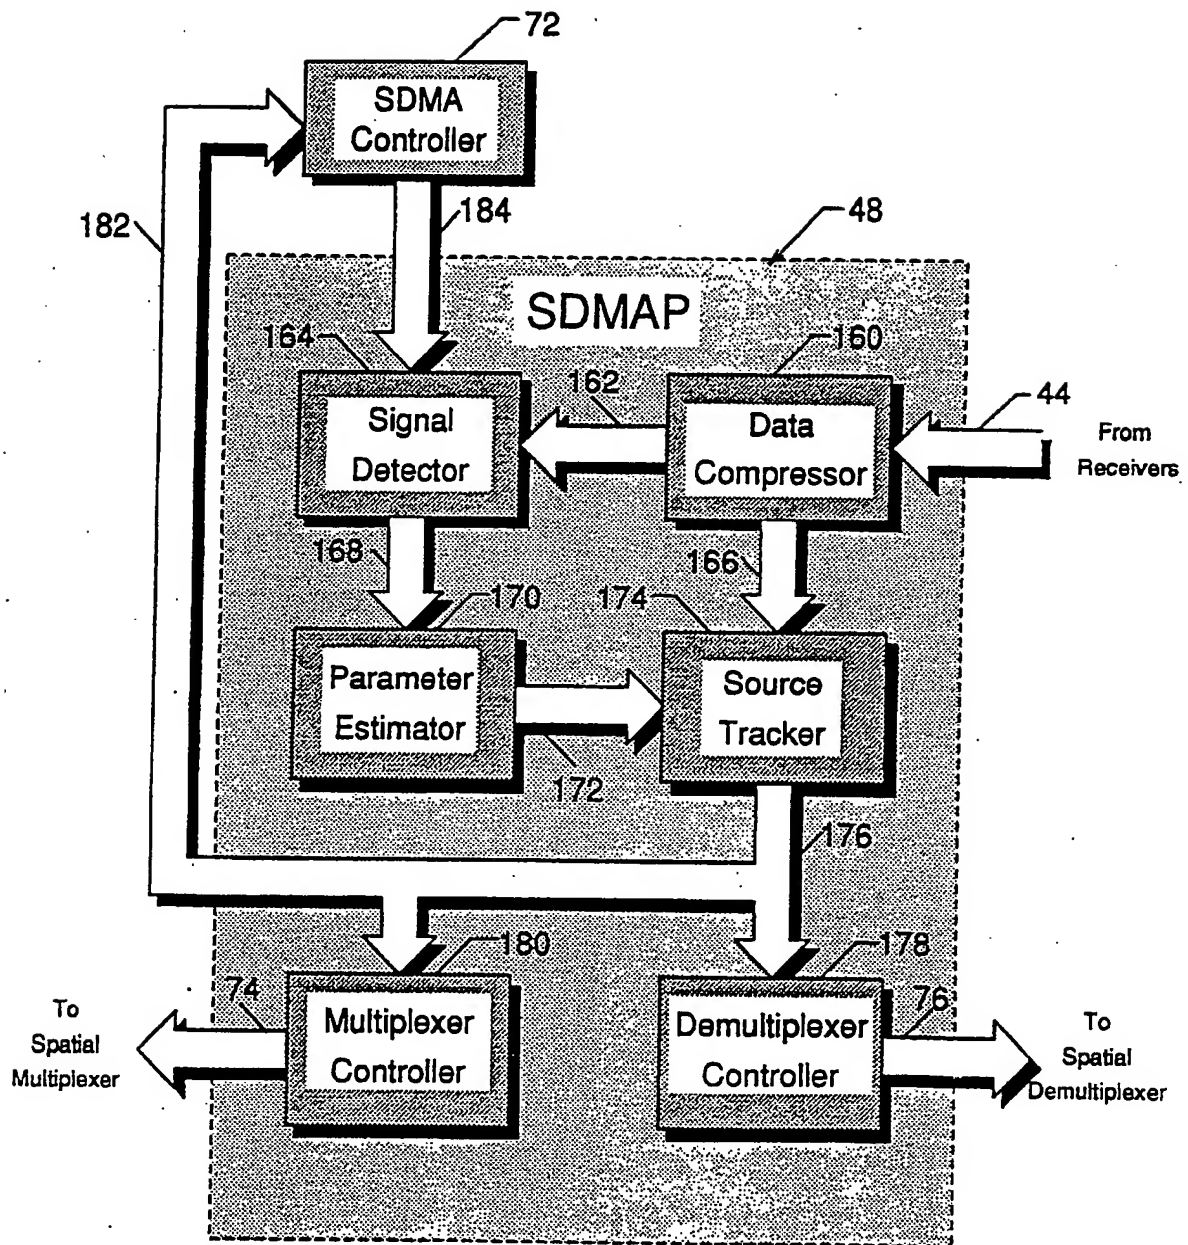 72
SDMA
Controller
182
184
48
SDMAP
164
162
160
44
Signal
Detector
Data
Compressor
From
Receivers
168
166
170
174
Parameter
Estimator
Source
Tracker
172
176
180
178
74
76
To
Spatial
Multiplexer
Multiplexer
Controller
Demultiplexer
Controller
To
Spatial
Demultiplexer